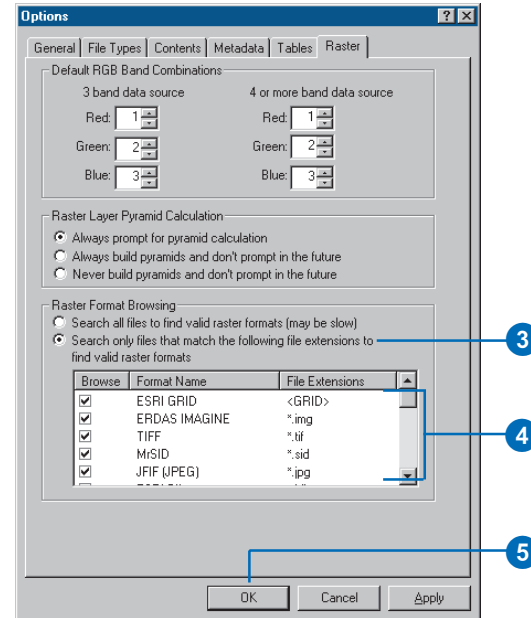 Options
General File Types Contents Metadata Tables Raster
Default RGB Band Combinations
3 band data source 4 or more band data source
Red: 1 Red: 1
Green: 2 Green: 2
Blue: 3 Blue: 3
Raster Layer Pyramid Calculation
Always prompt for pyramid calculation
Always build pyramids and don't prompt in the future
Never build pyramids and don't prompt in the future
Raster Format Browsing
Search all files to find valid raster formats (may be slow)
Search only files that match the following file extensions to 3
find valid raster formats
Browse Format Name File Extensions
ESRI GRID <GRID>
ERDAS IMAGINE *.img
TIFF *.tif 4
MrSID *.sid
JFIF (JPEG) *.jpg
5
OK Cancel Apply